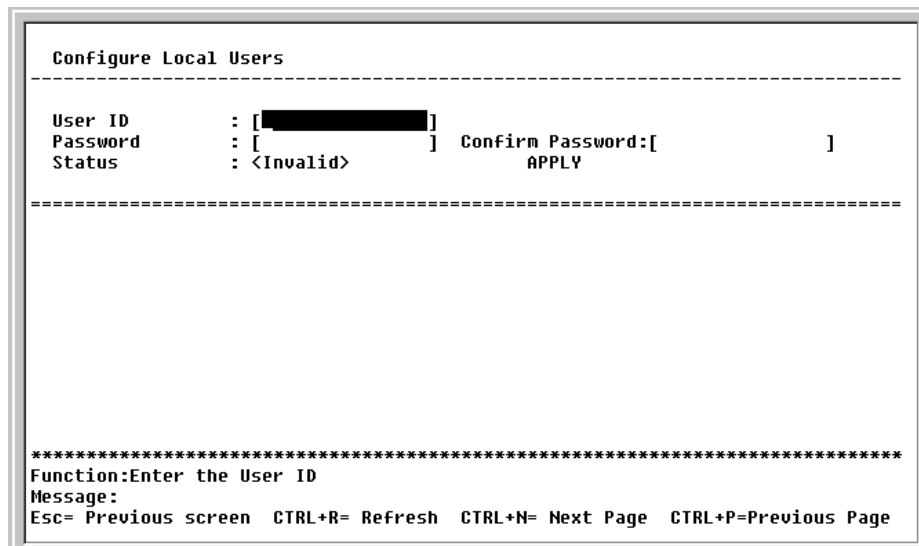 Configure Local Users
--------------------------------------------------------------------------------
User ID : [ ]
Password : [ ] Confirm Password:[ ]
Status : <Invalid> APPLY
================================================================================
********************************************************************************
Function:Enter the User ID
Message:
Esc= Previous screen CTRL+R= Refresh CTRL+N= Next Page CTRL+P=Previous Page